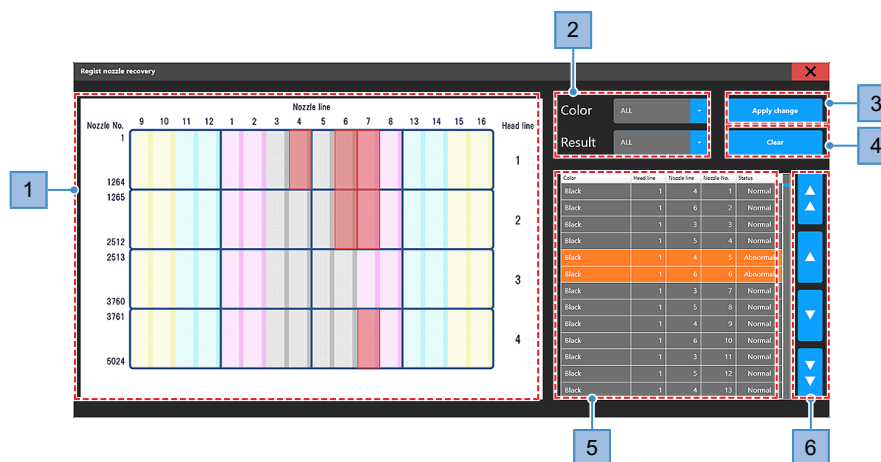 2
Regist nozzle recovery
Nozzle line
Nozzle No. 9 10 11 12 1 2 3 4 5 6 7 8 13 14 15 16 Head line
1
1264
1265
2512
2513
3760
3761
5024
1
2
3
4
Color ALL
Result ALL
Apply change
Clear
3
4
1
Color Head line Nozzle line Nozzle No. Status
Black 1 4 1 Normal
Black 1 6 2 Normal
Black 1 3 3 Normal
Black 1 5 4 Normal
Black 1 4 5 Abnormal
Black 1 6 6 Abnormal
Black 1 3 7 Normal
Black 5 8 Normal
Black 1 4 9 Normal
Black 1 6 10 Normal
Black 1 3 11 Normal
Black 1 5 12 Normal
Black 1 4 13 Normal
5
6